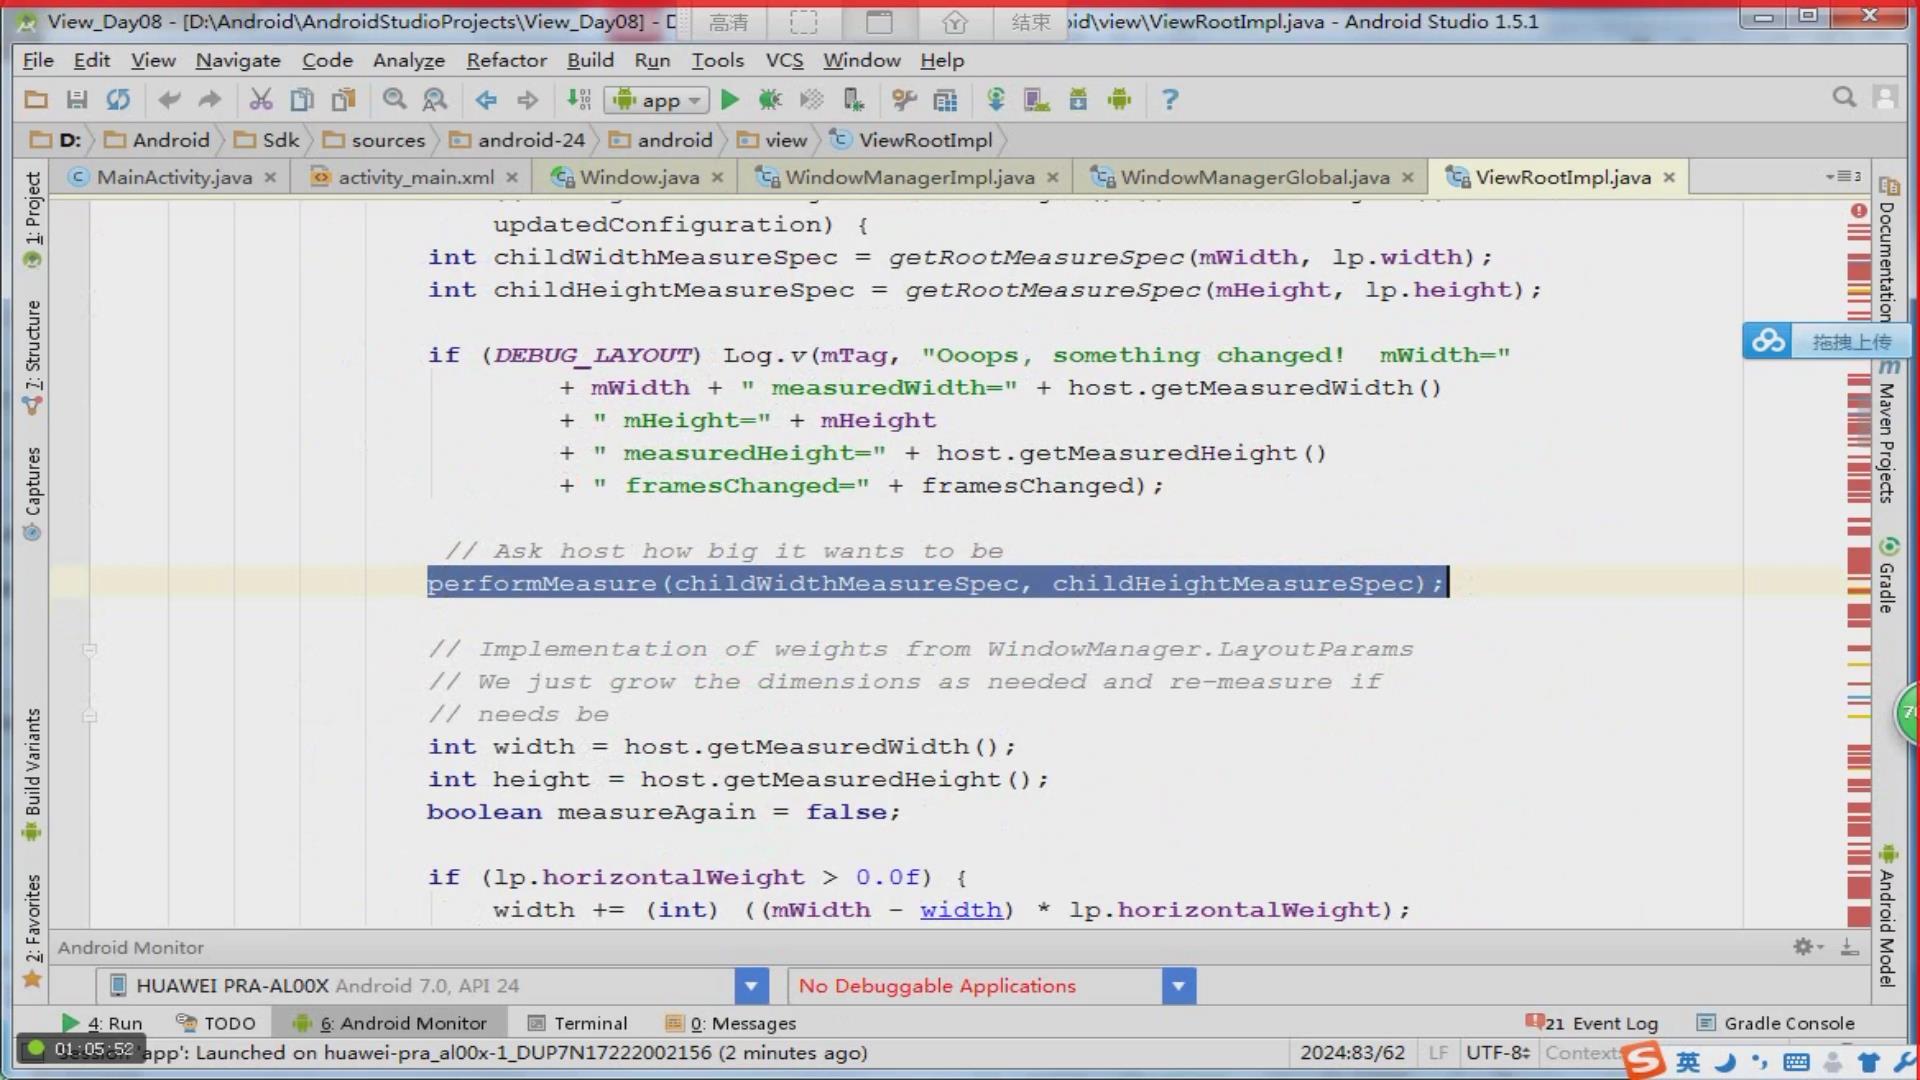 View_Day08 - [D:\Android\AndroidStudioProjects\View_Day08] - 高清 结束 id\view\ViewRootImpl.java - Android Studio 1.5.1
File Edit View Navigate Code Analyze Refactor Build Run Tools VCS Window Help
app
D: Android Sdk sources android-24 android view ViewRootImpl
MainActivity.java activity_main.xml Window.java WindowManagerImpl.java WindowManagerGlobal.java ViewRootImpl.java 3
updatedConfiguration) {
int childWidthMeasureSpec = getRootMeasureSpec(mWidth, lp.width);
int childHeightMeasureSpec = getRootMeasureSpec(mHeight, lp.height);
if (DEBUG_LAYOUT) Log.v(mTag, "Ooops, something changed!  mWidth="
+ mWidth + " measuredWidth=" + host.getMeasuredWidth()
+ " mHeight=" + mHeight
+ " measuredHeight=" + host.getMeasuredHeight()
+ " framesChanged=" + framesChanged);
// Ask host how big it wants to be
performMeasure(childWidthMeasureSpec, childHeightMeasureSpec);
// Implementation of weights from WindowManager.LayoutParams
// We just grow the dimensions as needed and re-measure if
// needs be
int width = host.getMeasuredWidth();
int height = host.getMeasuredHeight();
boolean measureAgain = false;
if (lp.horizontalWeight > 0.0f) {
width += (int) ((mWidth - width) * lp.horizontalWeight);
1: Project
7: Structure
Captures
Build Variants
2: Favorites
Documentation
拖拽上传
Maven Projects
Gradle
Android Model
Android Monitor
HUAWEI PRA-AL00X Android 7.0, API 24 No Debuggable Applications
4: Run TODO 6: Android Monitor Terminal 0: Messages 21 Event Log Gradle Console
01:05:52 'app': Launched on huawei-pra_al00x-1_DUP7N17222002156 (2 minutes ago) 2024:83/62 LF UTF-8 Context: 英